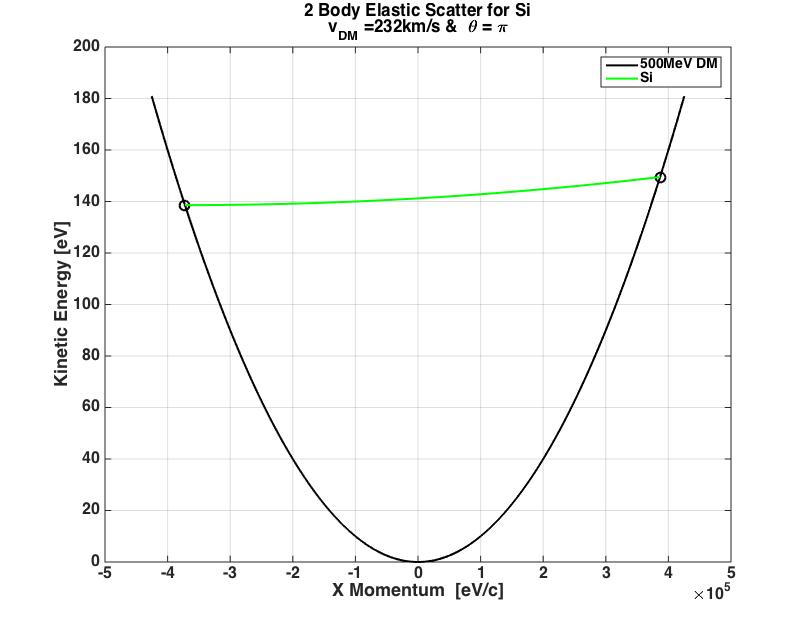 2 Body Elastic Scatter for Si
v_DM =232km/s & θ = π
500MeV DM
Si
Kinetic Energy [eV]
200
180
160
140
120
100
80
60
40
20
0
-5 -4 -3 -2 -1 0 1 2 3 4 5
X Momentum [eV/c]
×10^5